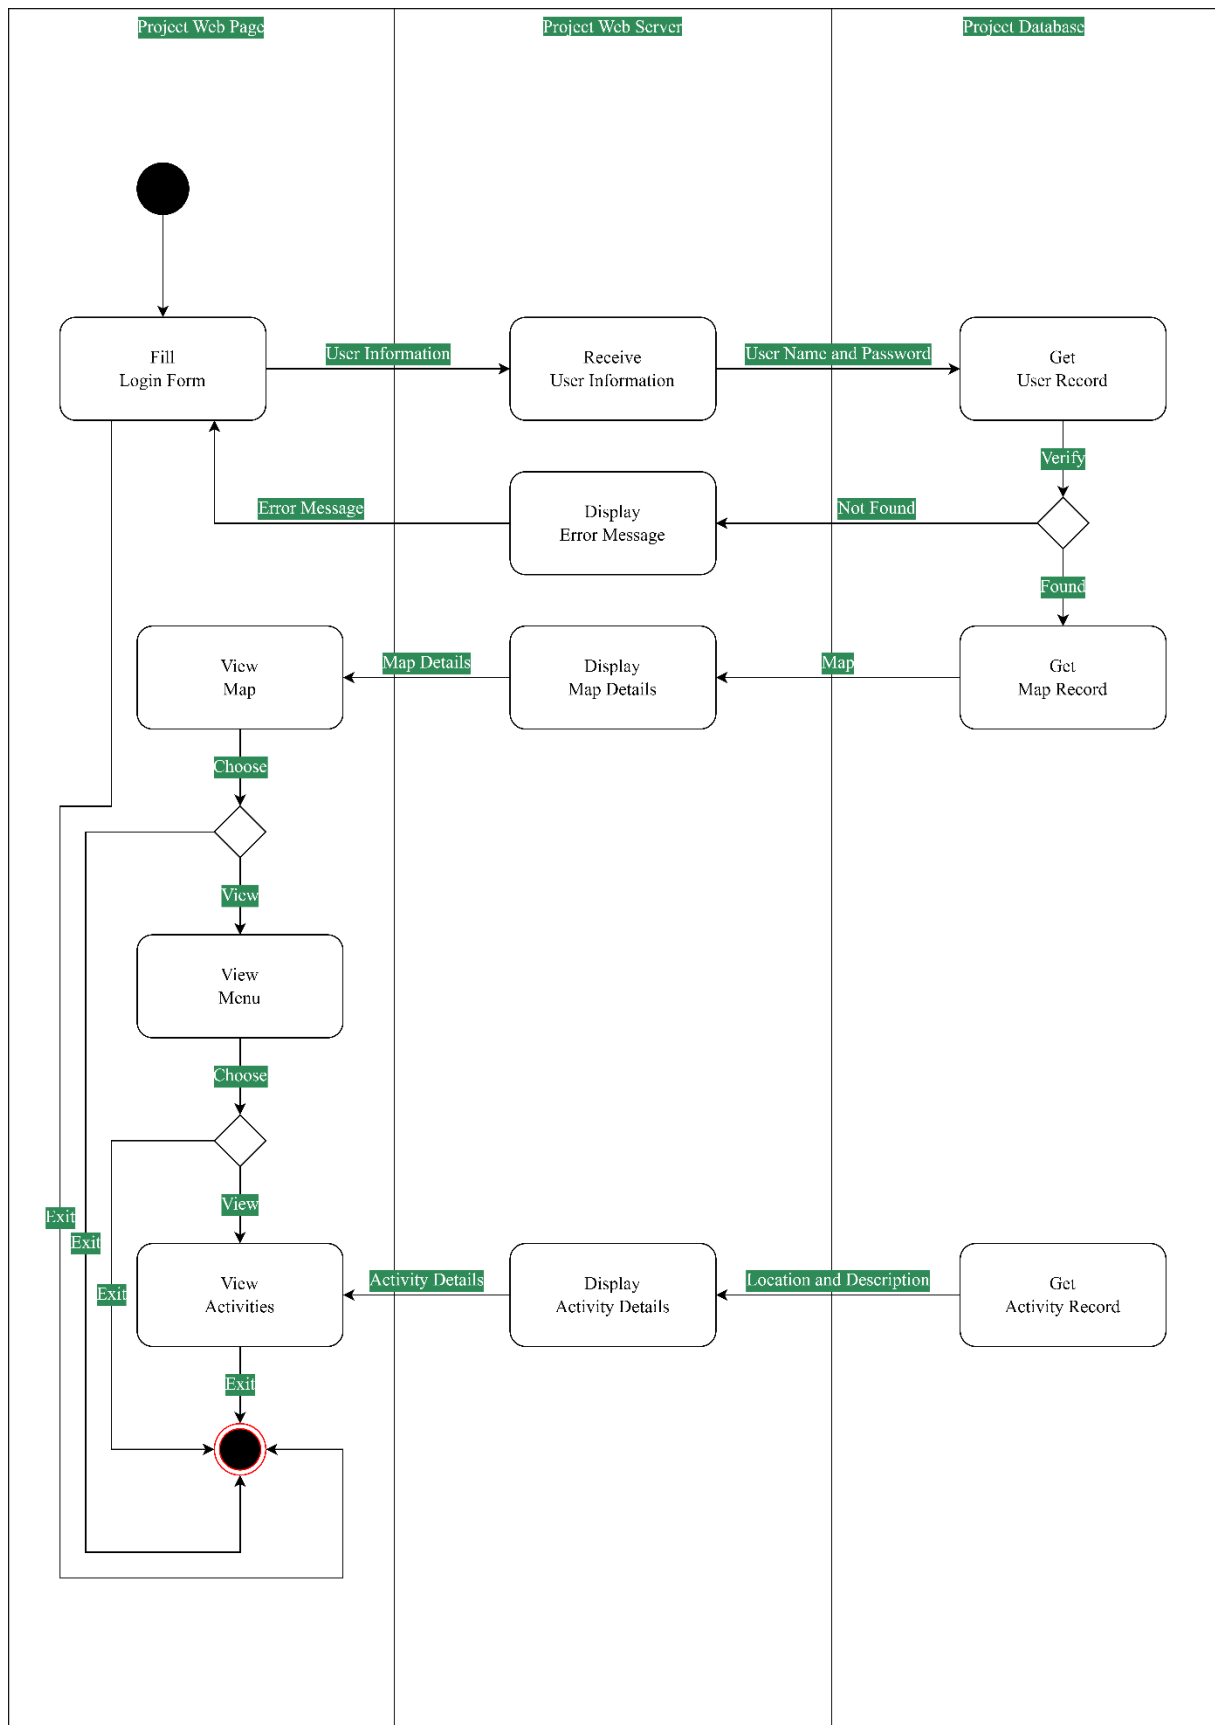 Project Web Page
Project Web Server
Project Database
Fill
Login Form
User Information
Receive
User Information
User Name and Password
Get
User Record
Verify
Error Message
Display
Error Message
Not Found
Found
View
Map
Map Details
Display
Map Details
Map
Get
Map Record
Choose
View
View
Menu
Choose
View
Exit
Exit
Exit
View
Activities
Activity Details
Display
Activity Details
Location and Description
Get
Activity Record
Exit